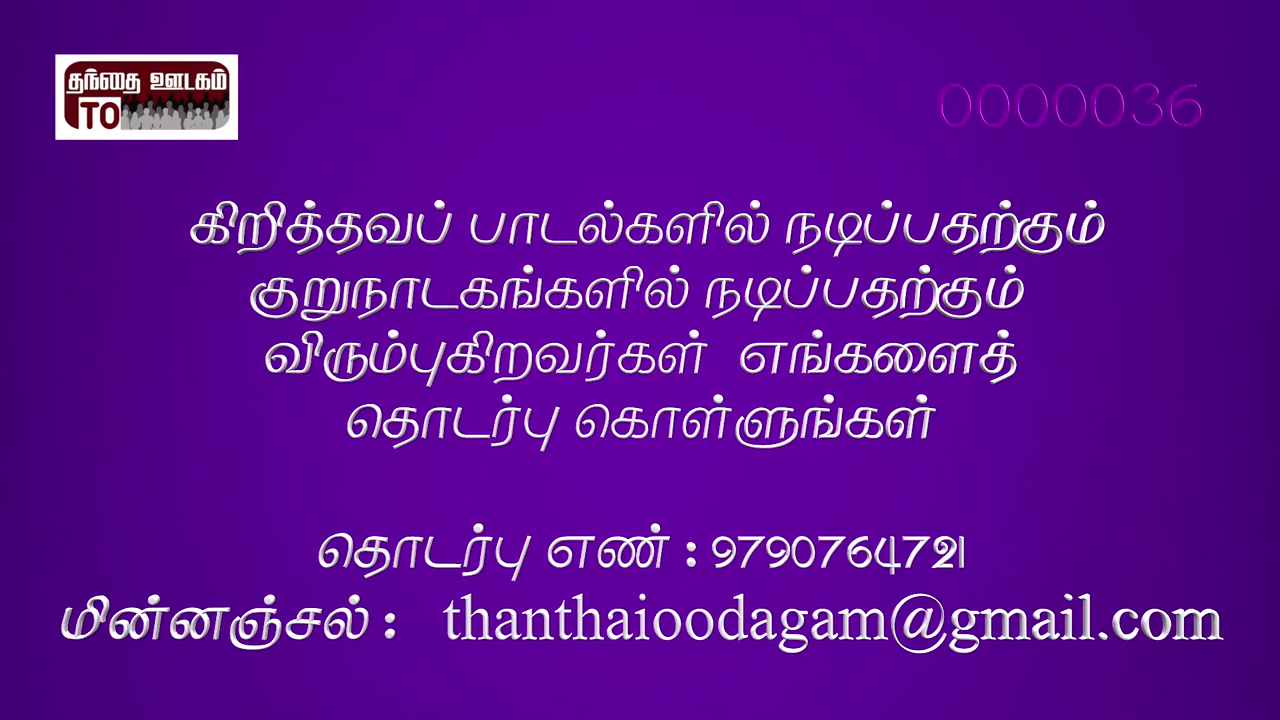 தந்தை ஊடகம்
TO
0000036
கிறித்தவப் பாடல்களில் நடிப்பதற்கும்
குறுநாடகங்களில் நடிப்பதற்கும்
விரும்புகிறவர்கள் எங்களைத்
தொடர்பு கொள்ளுங்கள்
தொடர்பு எண் : 9790764721
மின்னஞ்சல் : thanthaioodagam@gmail.com